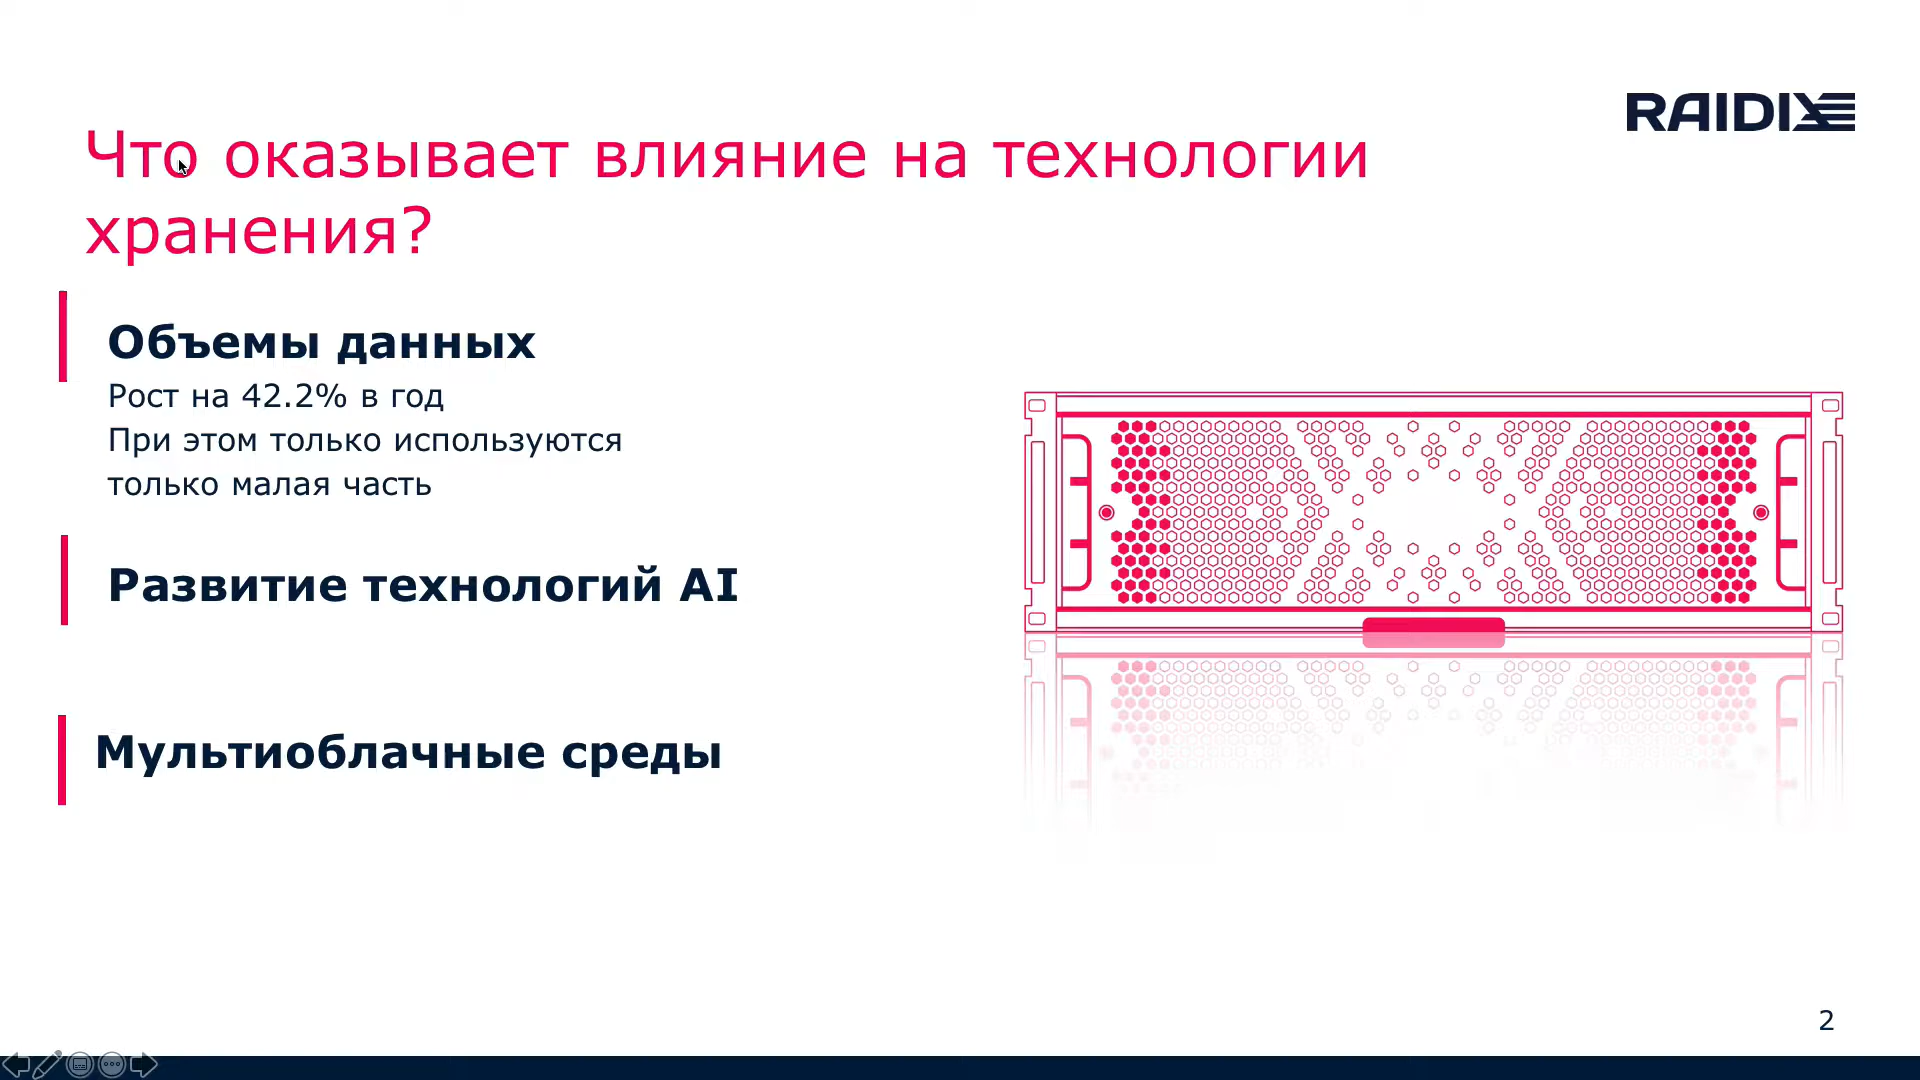 RAIDIX
Что оказывает влияние на технологии
хранения?
Объемы данных
Рост на 42.2% в год
При этом только используются
только малая часть
Развитие технологий AI
Мультиоблачные среды
2